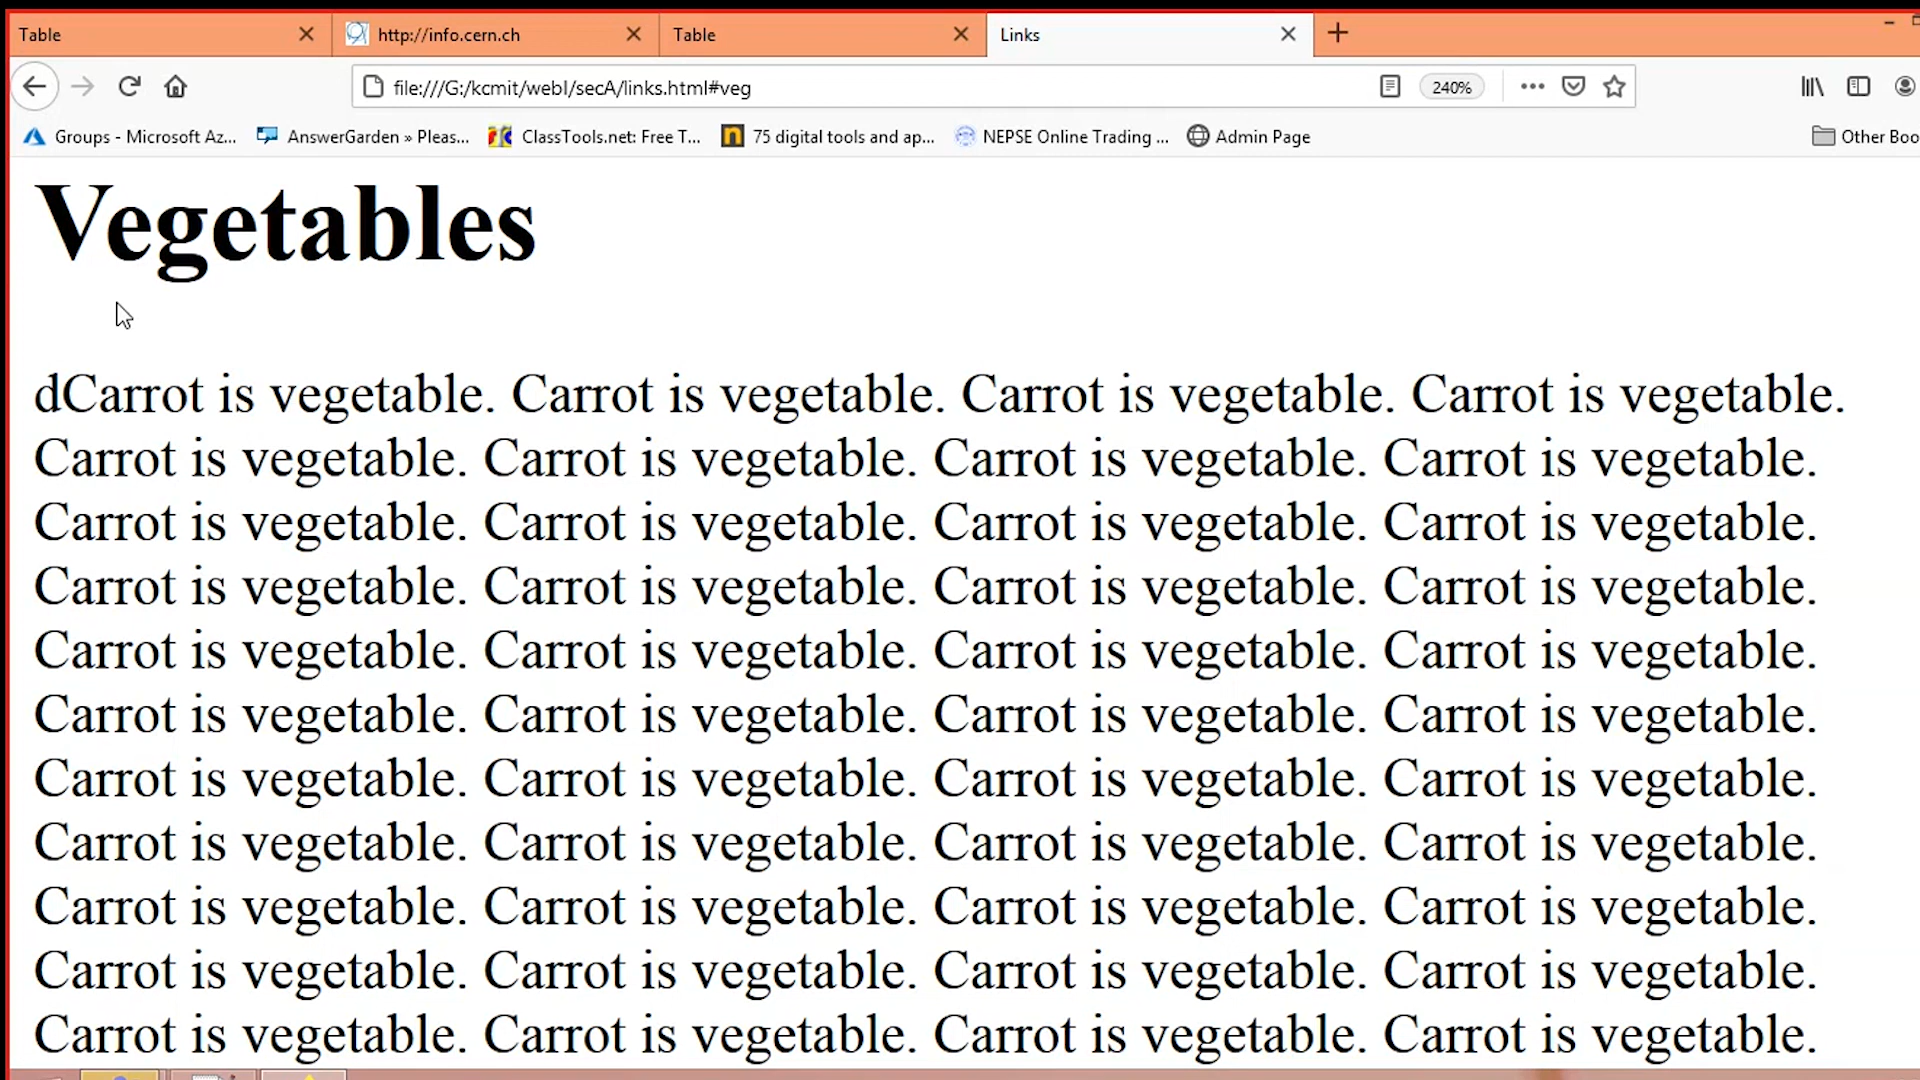 Table http://info.cern.ch Table Links
file:///G:/kcmit/webl/secA/links.html#veg 240%
Groups - Microsoft Az... AnswerGarden » Pleas... ClassTools.net: Free T... 75 digital tools and ap... NEPSE Online Trading ... Admin Page Other Boo
Vegetables
dCarrot is vegetable. Carrot is vegetable. Carrot is vegetable. Carrot is vegetable.
Carrot is vegetable. Carrot is vegetable. Carrot is vegetable. Carrot is vegetable.
Carrot is vegetable. Carrot is vegetable. Carrot is vegetable. Carrot is vegetable.
Carrot is vegetable. Carrot is vegetable. Carrot is vegetable. Carrot is vegetable.
Carrot is vegetable. Carrot is vegetable. Carrot is vegetable. Carrot is vegetable.
Carrot is vegetable. Carrot is vegetable. Carrot is vegetable. Carrot is vegetable.
Carrot is vegetable. Carrot is vegetable. Carrot is vegetable. Carrot is vegetable.
Carrot is vegetable. Carrot is vegetable. Carrot is vegetable. Carrot is vegetable.
Carrot is vegetable. Carrot is vegetable. Carrot is vegetable. Carrot is vegetable.
Carrot is vegetable. Carrot is vegetable. Carrot is vegetable. Carrot is vegetable.
Carrot is vegetable. Carrot is vegetable. Carrot is vegetable. Carrot is vegetable.